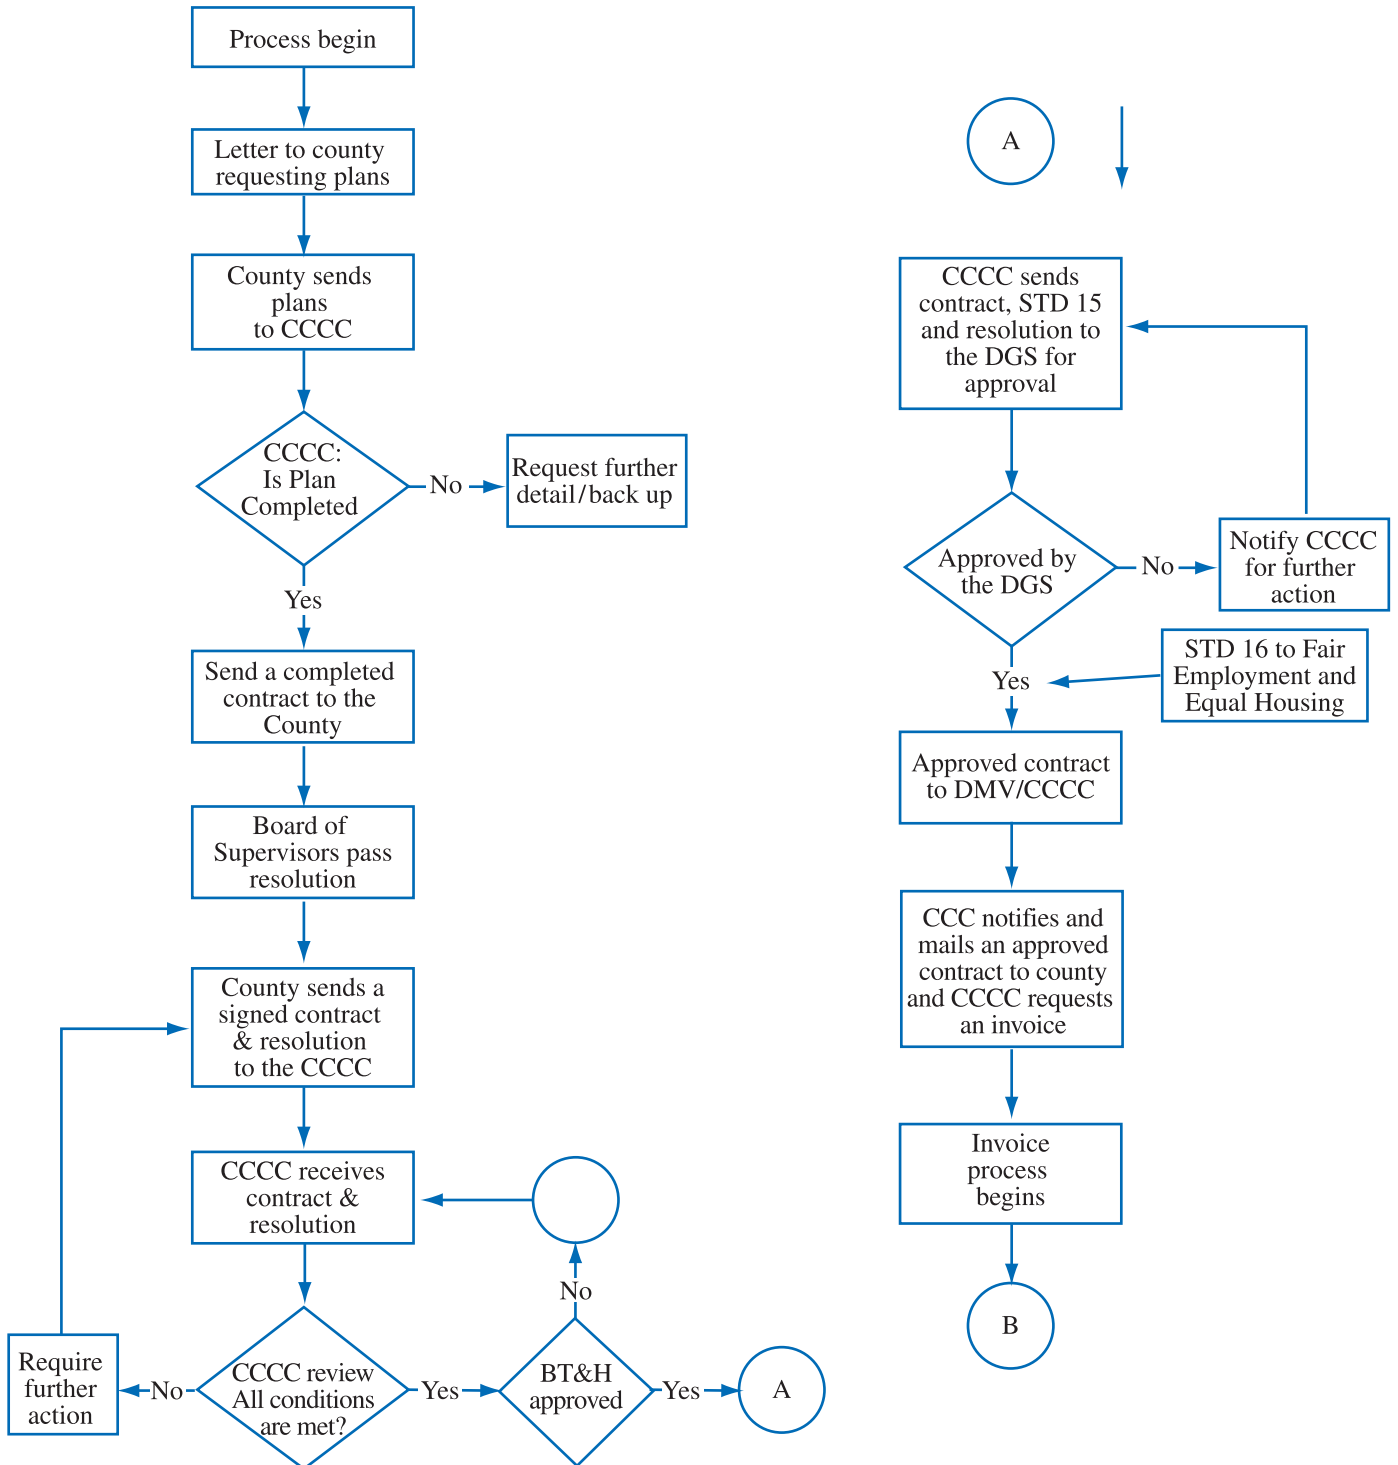 Process begin
Letter to county
requesting plans
County sends
plans
to CCCC
CCCC:
Is Plan
Completed
No
Request further
detail/back up
Yes
Send a completed
contract to the
County
Board of
Supervisors pass
resolution
County sends a
signed contract
& resolution
to the CCCC
CCCC receives
contract &
resolution
No
CCCC review
All conditions
are met?
No
Require
further
action
Yes
BT&H
approved
Yes
A
A
CCCC sends
contract, STD 15
and resolution to
the DGS for
approval
Approved by
the DGS
No
Notify CCCC
for further
action
STD 16 to Fair
Employment and
Equal Housing
Yes
Approved contract
to DMV/CCCC
CCC notifies and
mails an approved
contract to county
and CCCC requests
an invoice
Invoice
process
begins
B